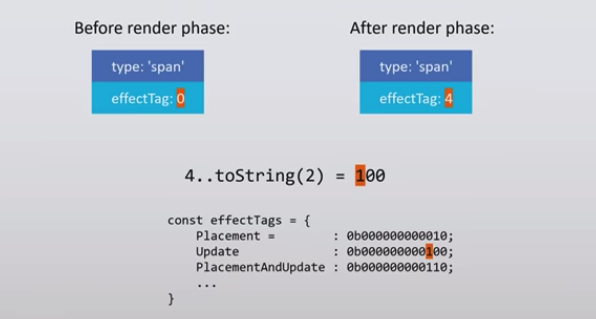 Before render phase:
After render phase:
type: 'span'
effectTag: 0
type: 'span'
effectTag: 4
4..toString(2) = 100
const effectTags = {
Placement = : 0b000000000010;
Update : 0b000000000100;
PlacementAndUpdate : 0b000000000110;
...
}